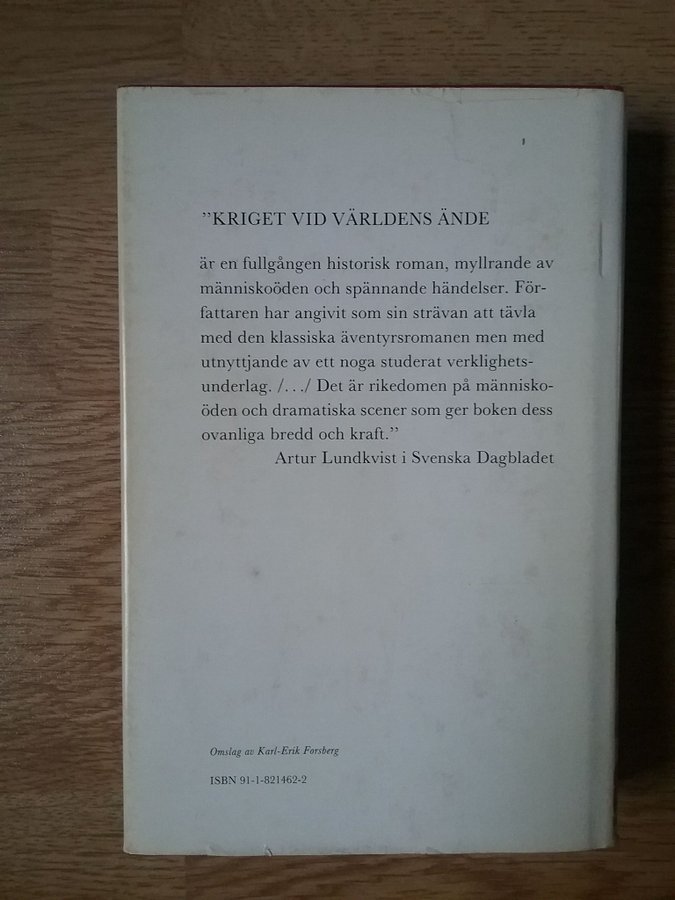 ”KRIGET VID VÄRLDENS ÄNDE
är en fullgången historisk roman, myllrande av
människoöden och spännande händelser. För-
fattaren har angivit som sin strävan att tävla
med den klassiska äventyrsromanen men med
utnyttjande av ett noga studerat verklighets-
underlag. /.../ Det är rikedomen på människo-
öden och dramatiska scener som ger boken dess
ovanliga bredd och kraft.”
Artur Lundkvist i Svenska Dagbladet
Omslag av Karl-Erik Forsberg
ISBN 91-1-821462-2